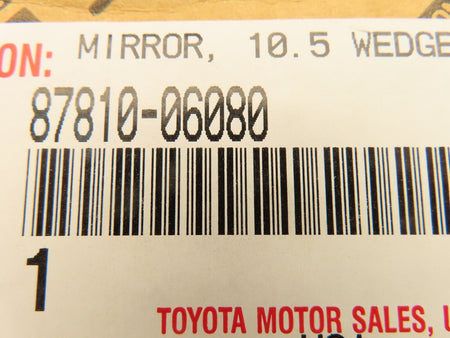 ON: MIRROR, 10.5 WEDGE
87810-06080
1
TOYOTA MOTOR SALES, U